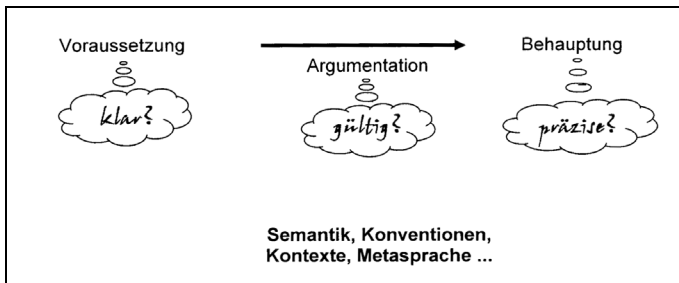 Voraussetzung
Behauptung
Argumentation
klar?
gültig?
präzise?
Semantik, Konventionen,
Kontexte, Metasprache ...